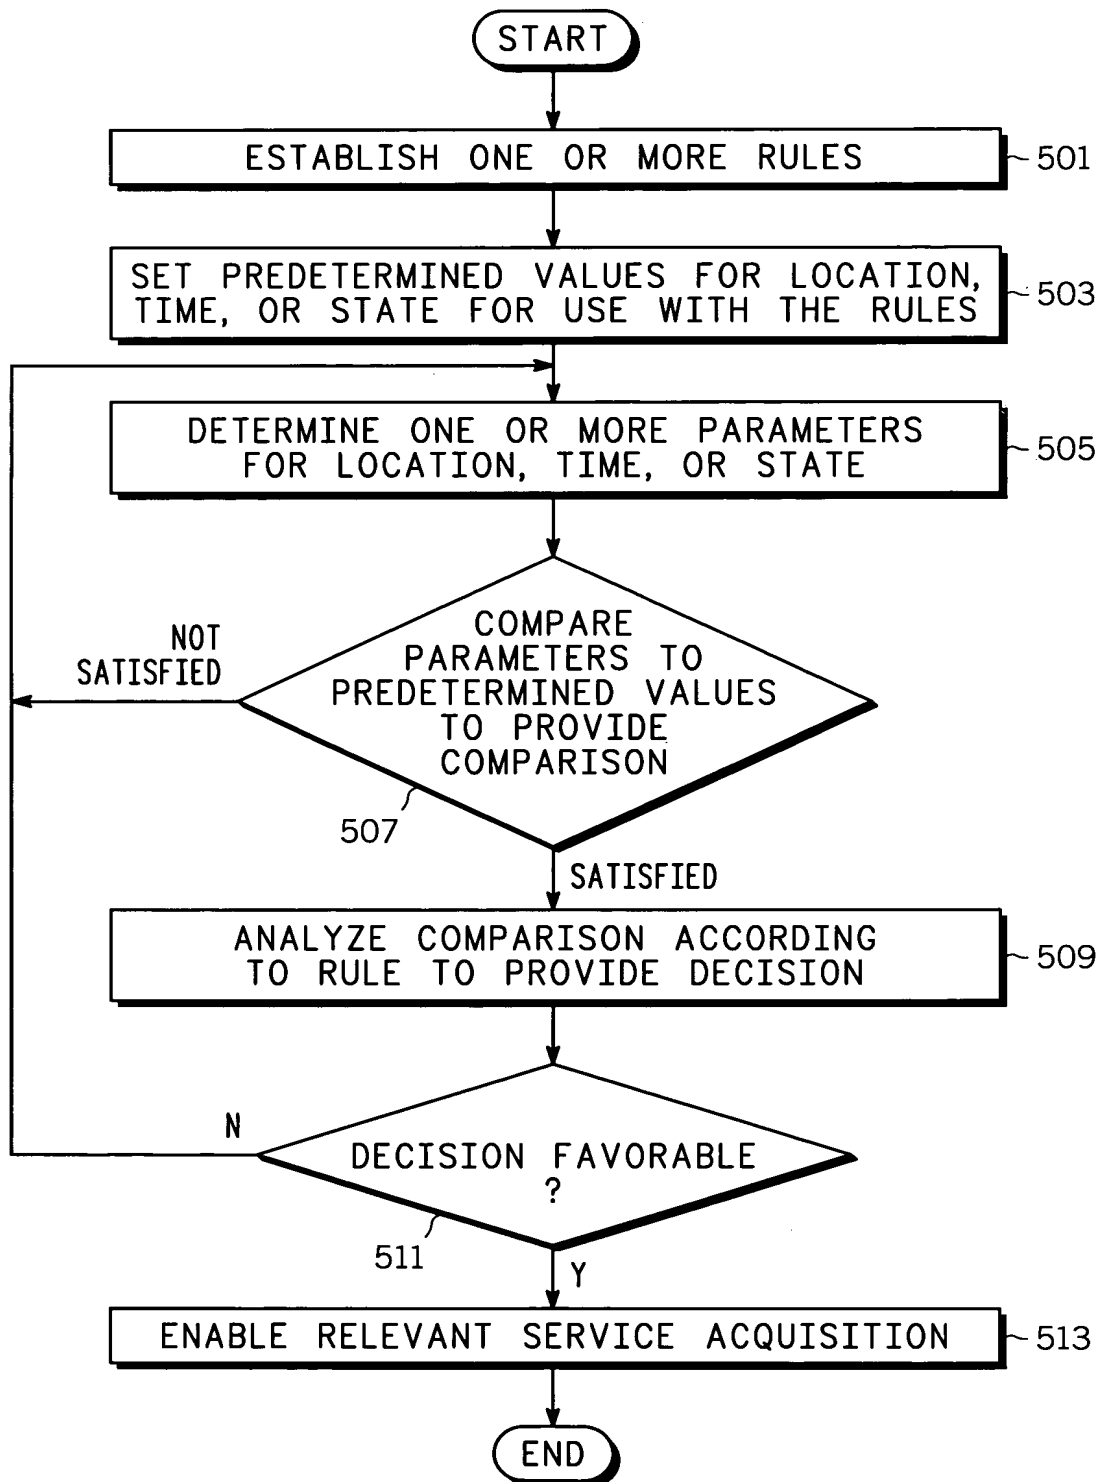 START
ESTABLISH ONE OR MORE RULES
501
SET PREDETERMINED VALUES FOR LOCATION,
TIME, OR STATE FOR USE WITH THE RULES
503
DETERMINE ONE OR MORE PARAMETERS
FOR LOCATION, TIME, OR STATE
505
NOT
SATISFIED
COMPARE
PARAMETERS TO
PREDETERMINED VALUES
TO PROVIDE
COMPARISON
507
SATISFIED
ANALYZE COMPARISON ACCORDING
TO RULE TO PROVIDE DECISION
509
N
DECISION FAVORABLE
?
511
Y
ENABLE RELEVANT SERVICE ACQUISITION
513
END